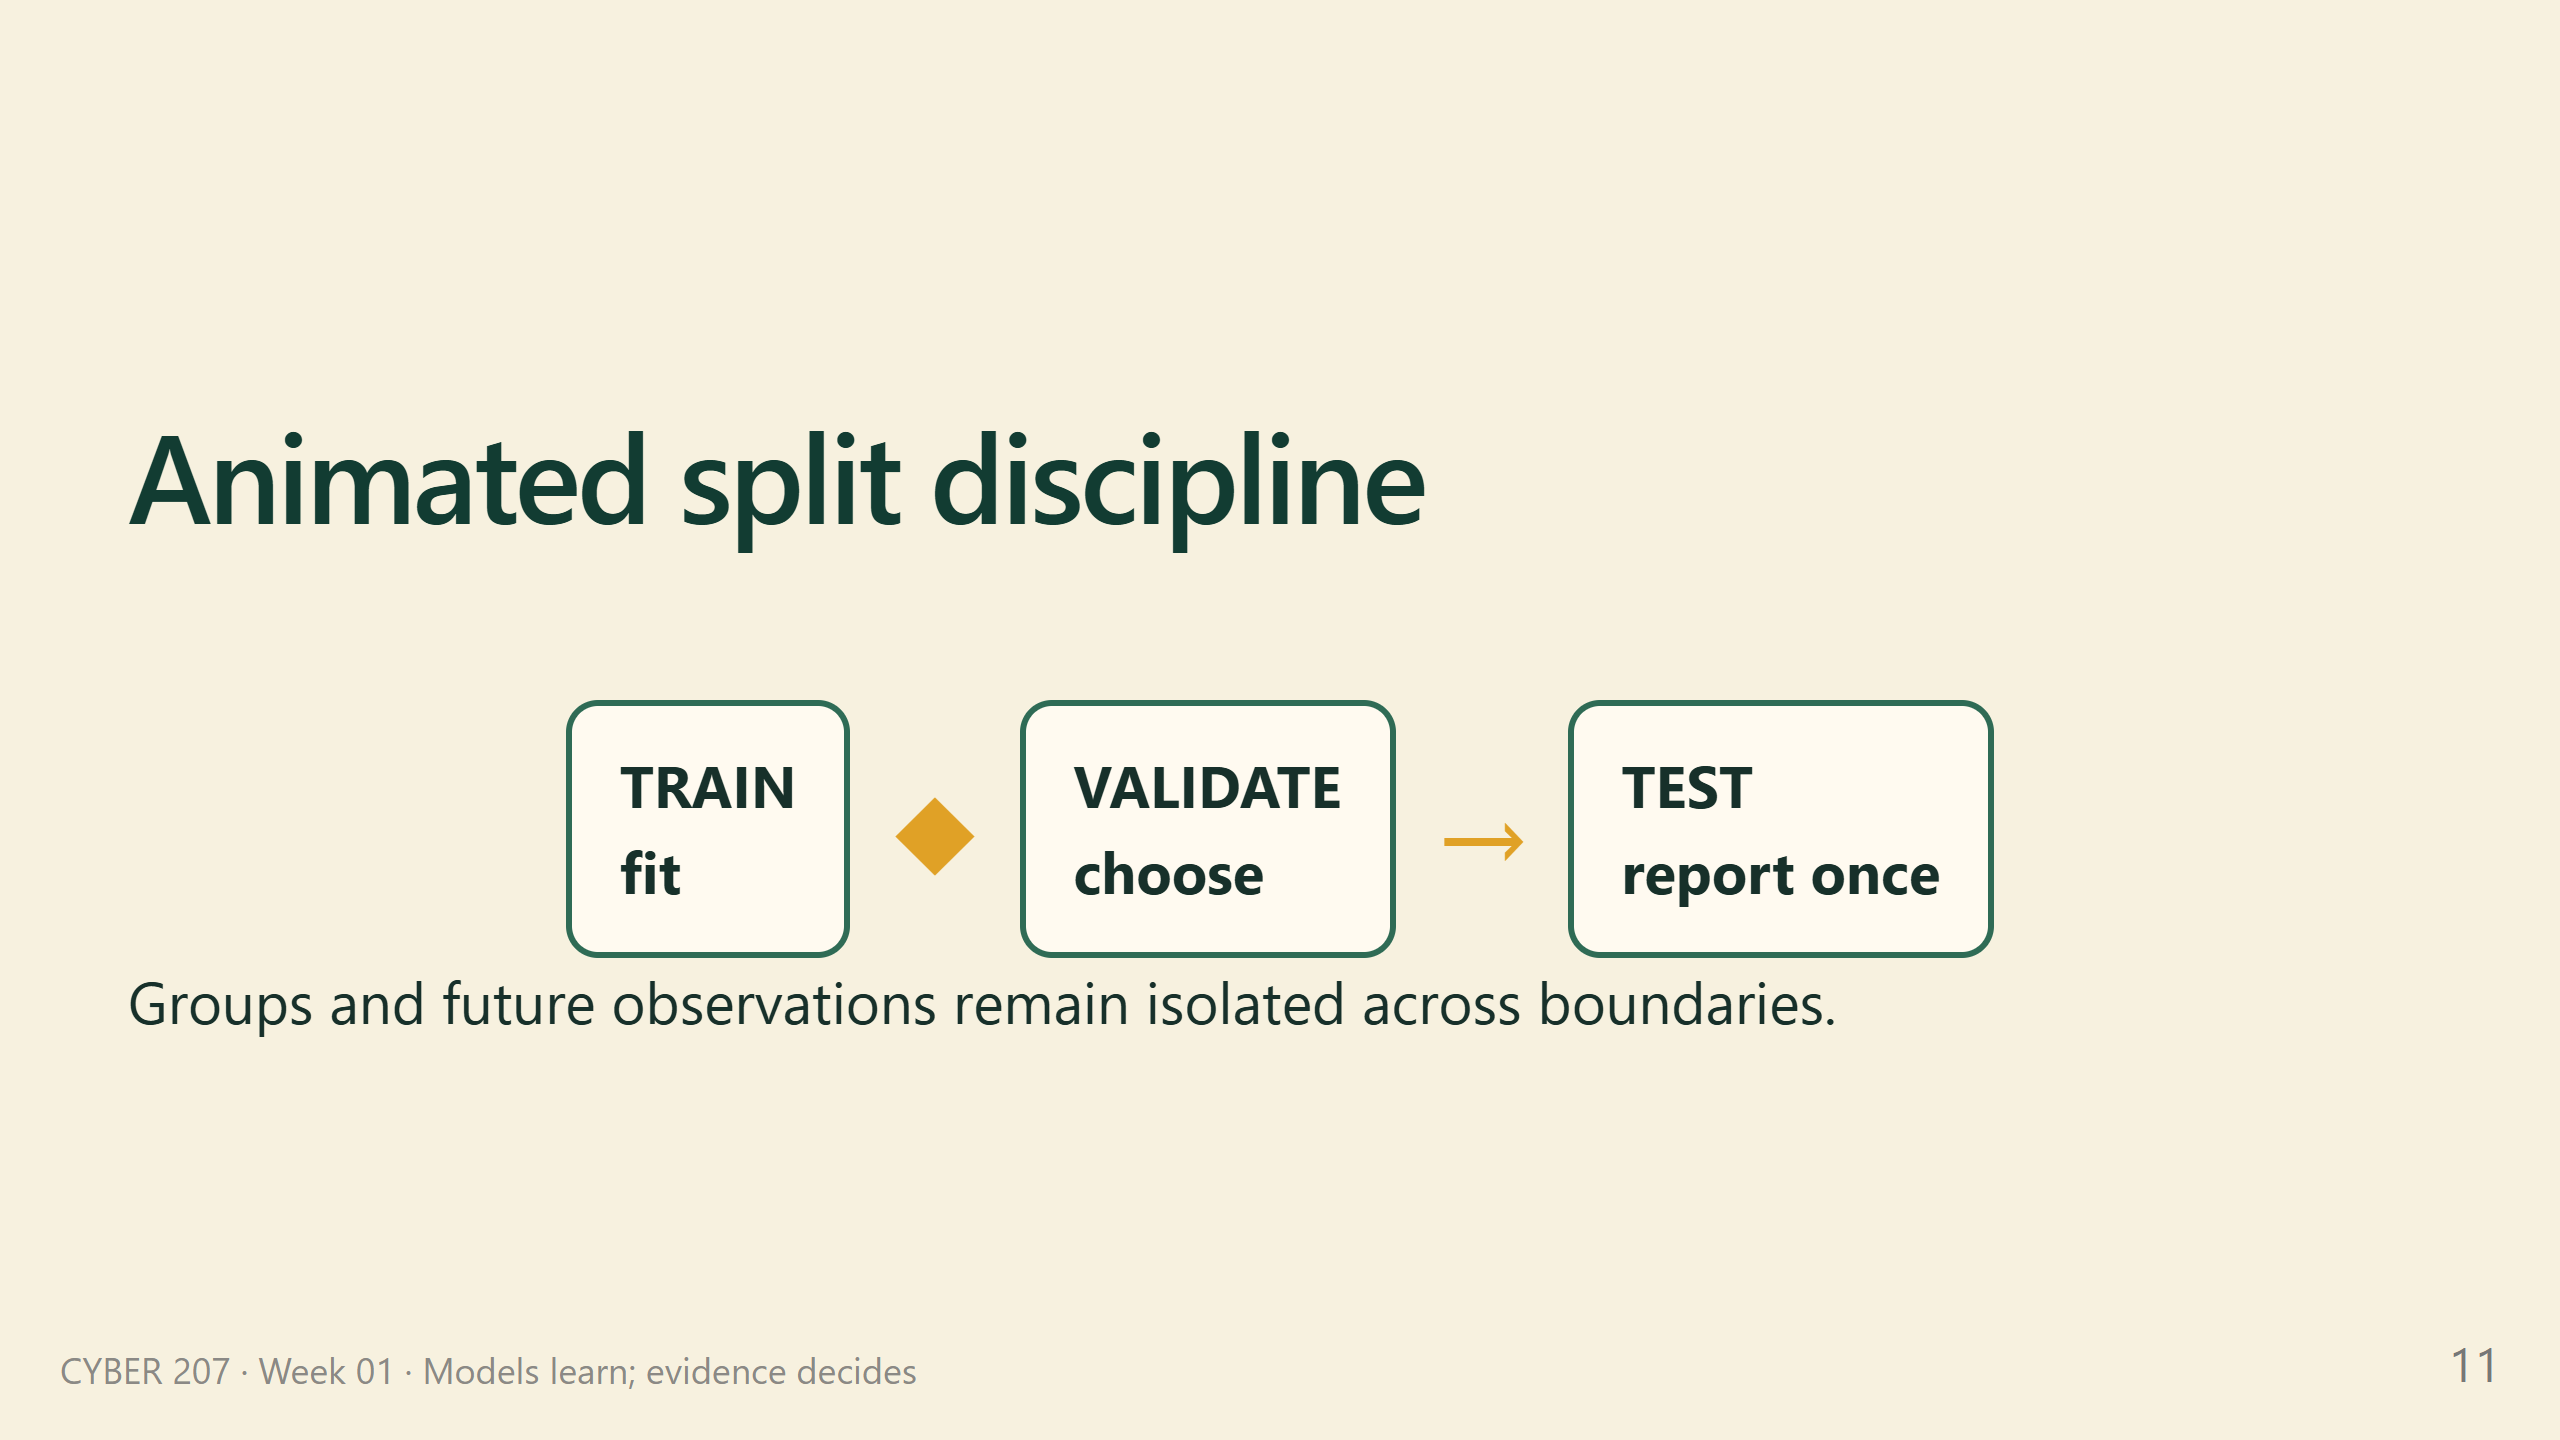 Animated split discipline
TRAIN
fit
◆
VALIDATE
choose
→
TEST
report once
Groups and future observations remain isolated across boundaries.
CYBER 207 · Week 01 · Models learn; evidence decides
11